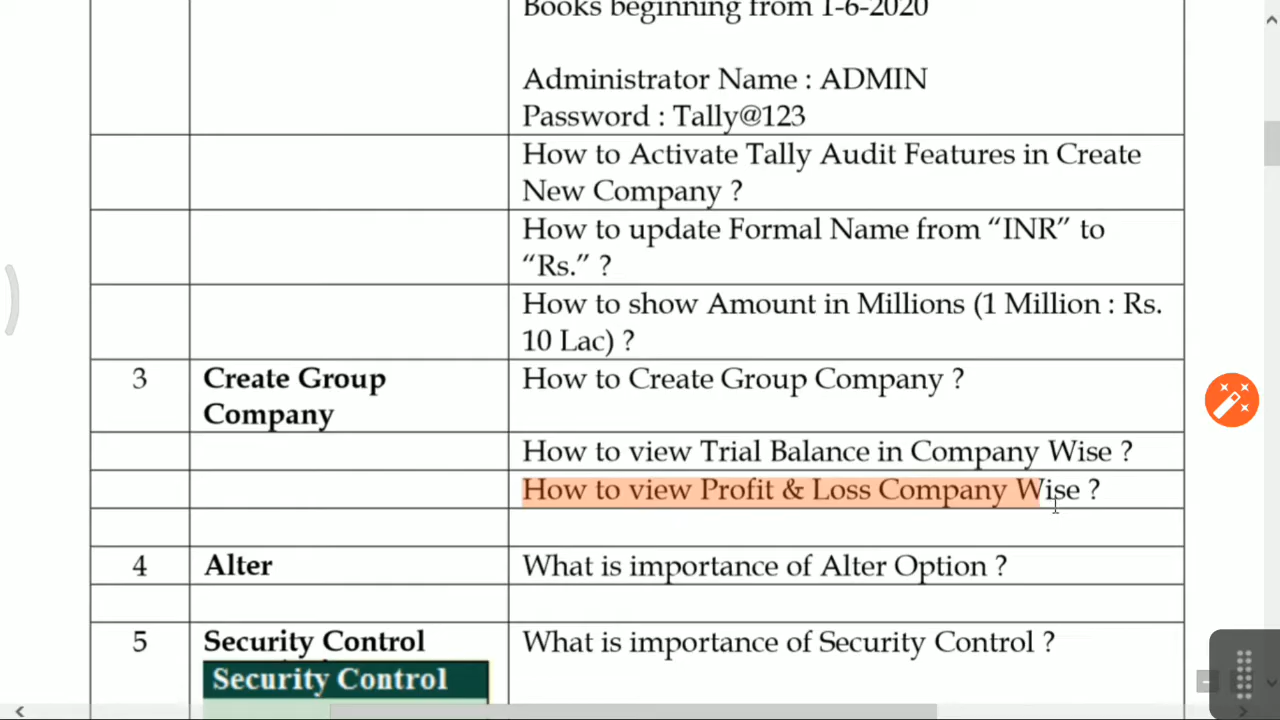 Books beginning from 1-6-2020
Administrator Name : ADMIN
Password : Tally@123
How to Activate Tally Audit Features in Create
New Company ?
How to update Formal Name from “INR” to
“Rs.” ?
How to show Amount in Millions (1 Million : Rs.
10 Lac) ?
3 Create Group How to Create Group Company ?
Company
How to view Trial Balance in Company Wise ?
How to view Profit & Loss Company Wise ?
4 Alter What is importance of Alter Option ?
5 Security Control What is importance of Security Control ?
Security Control